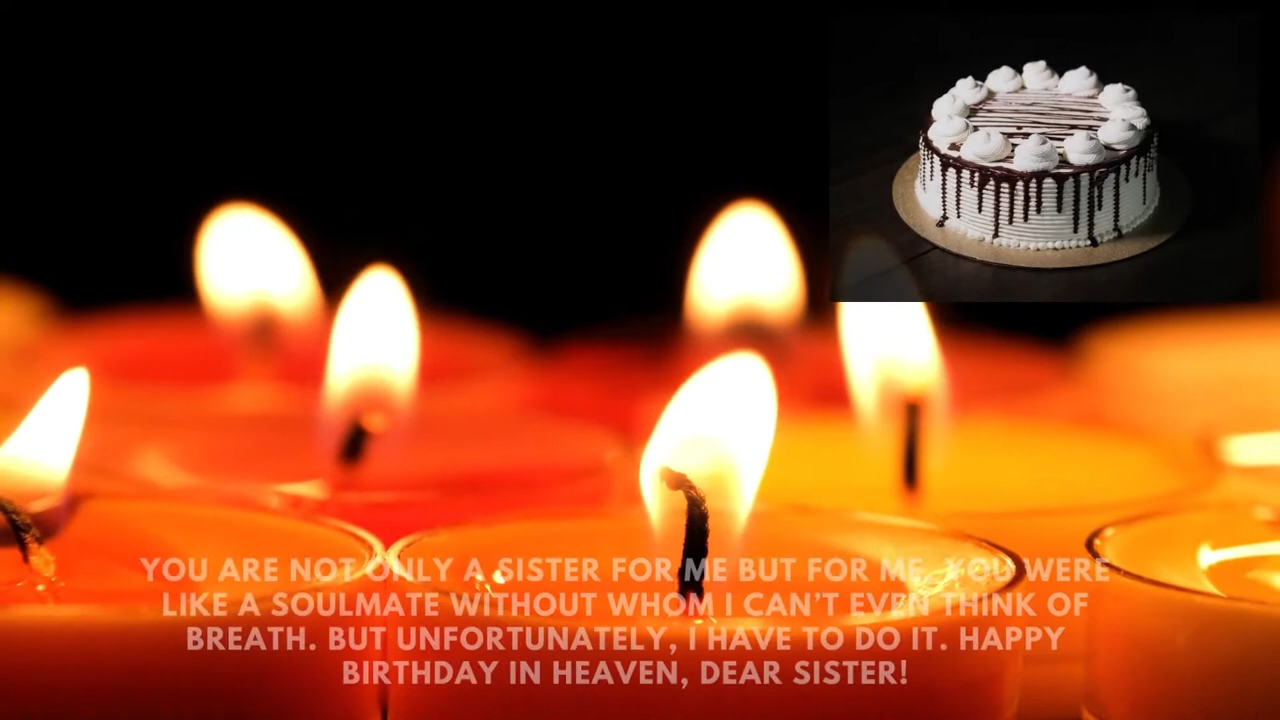 YOU ARE NOT ONLY A SISTER FOR ME BUT FOR ME, YOU WERE
LIKE A SOULMATE WITHOUT WHOM I CAN'T EVEN THINK OF
BREATH. BUT UNFORTUNATELY, I HAVE TO DO IT. HAPPY
BIRTHDAY IN HEAVEN, DEAR SISTER!